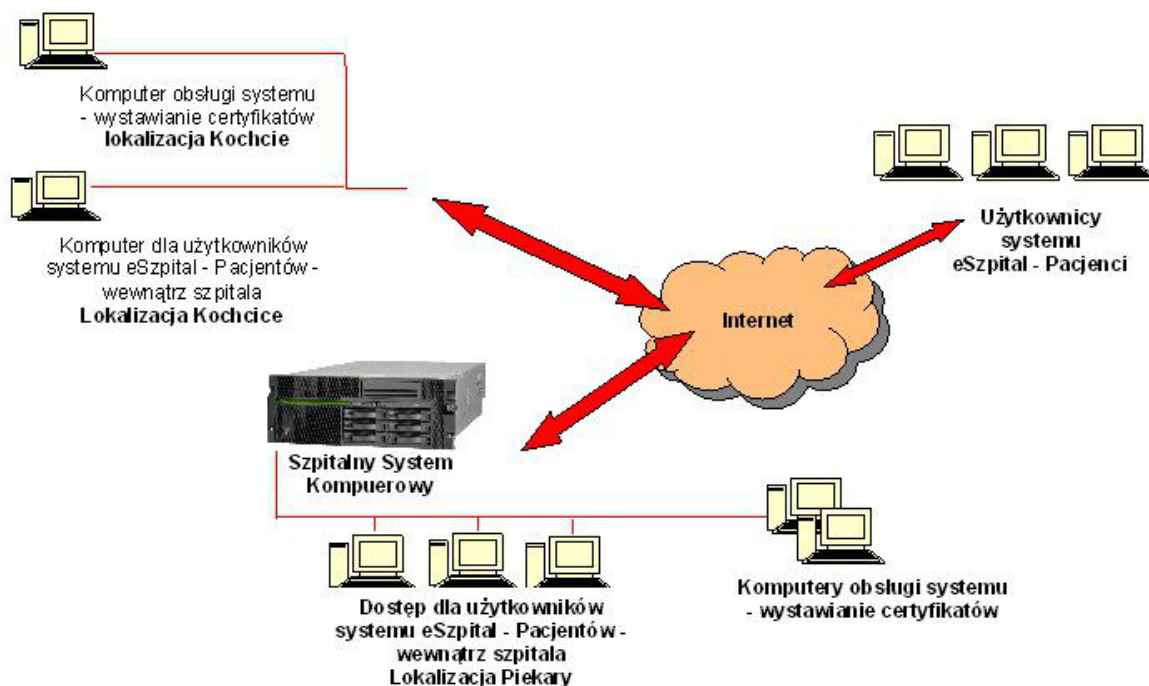 Komputer obsługi systemu
- wystawianie certyfikatów
lokalizacja Kochcie
Komputer dla użytkowników
systemu eSzpital - Pacjentów -
wewnątrz szpitala
Lokalizacja Kochcice
Użytkownicy
systemu
eSzpital - Pacjenci
Internet
Szpitalny System
Kompuerowy
Dostęp dla użytkowników
systemu eSzpital - Pacjentów -
wewnątrz szpitala
Lokalizacja Piekary
Komputery obsługi systemu
- wystawianie certyfikatów